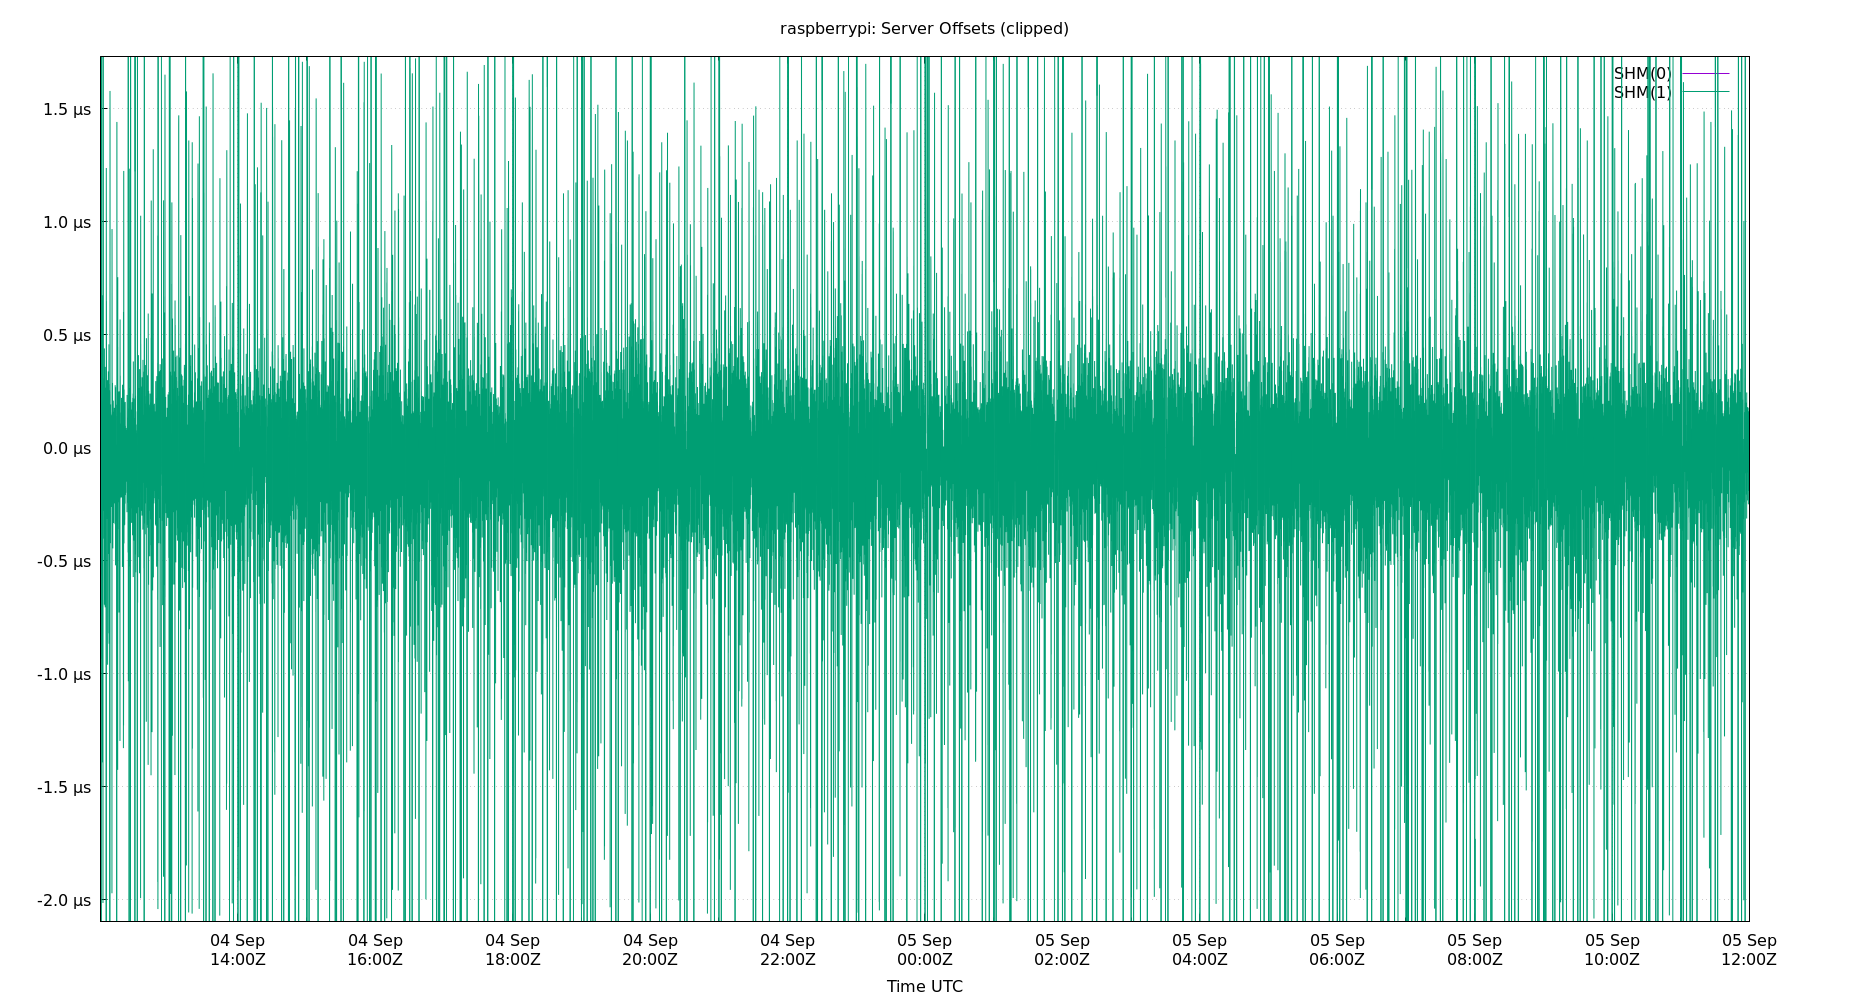 raspberrypi: Server Offsets (clipped)
SHM(0)
SHM(1)
1.5 µs
1.0 µs
0.5 µs
0.0 µs
-0.5 µs
-1.0 µs
-1.5 µs
-2.0 µs
04 Sep 04 Sep 04 Sep 04 Sep 04 Sep 05 Sep 05 Sep 05 Sep 05 Sep 05 Sep 05 Sep 05 Sep
14:00Z 16:00Z 18:00Z 20:00Z 22:00Z 00:00Z 02:00Z 04:00Z 06:00Z 08:00Z 10:00Z 12:00Z
Time UTC